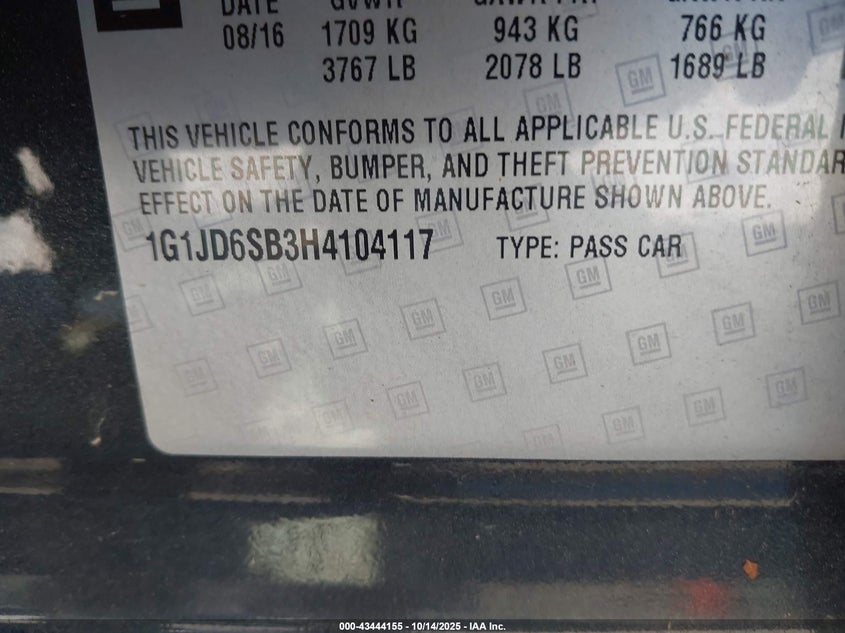 DATE GVWR
08/16 1709 KG 943 KG 766 KG
3767 LB 2078 LB 1689 LB
THIS VEHICLE CONFORMS TO ALL APPLICABLE U.S. FEDERAL
VEHICLE SAFETY, BUMPER, AND THEFT PREVENTION STANDAR
EFFECT ON THE DATE OF MANUFACTURE SHOWN ABOVE.
1G1JD6SB3H4104117 TYPE: PASS CAR
000-43444155 - 10/14/2025 - IAA Inc.